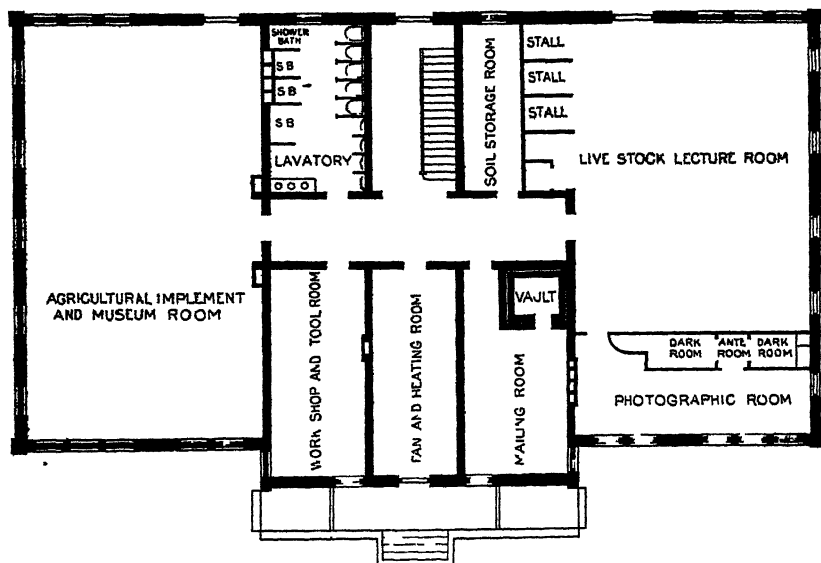 SHOWER
BATH
SB
SB
SB
LAVATORY
SOIL STORAGE ROOM
STALL
STALL
STALL
LIVE STOCK LECTURE ROOM
AGRICULTURAL IMPLEMENT
AND MUSEUM ROOM
WORK SHOP AND TOOL ROOM
FAN AND HEATING ROOM
MAILING ROOM
VAULT
DARK
ROOM
ANTE
ROOM
DARK
ROOM
PHOTOGRAPHIC ROOM